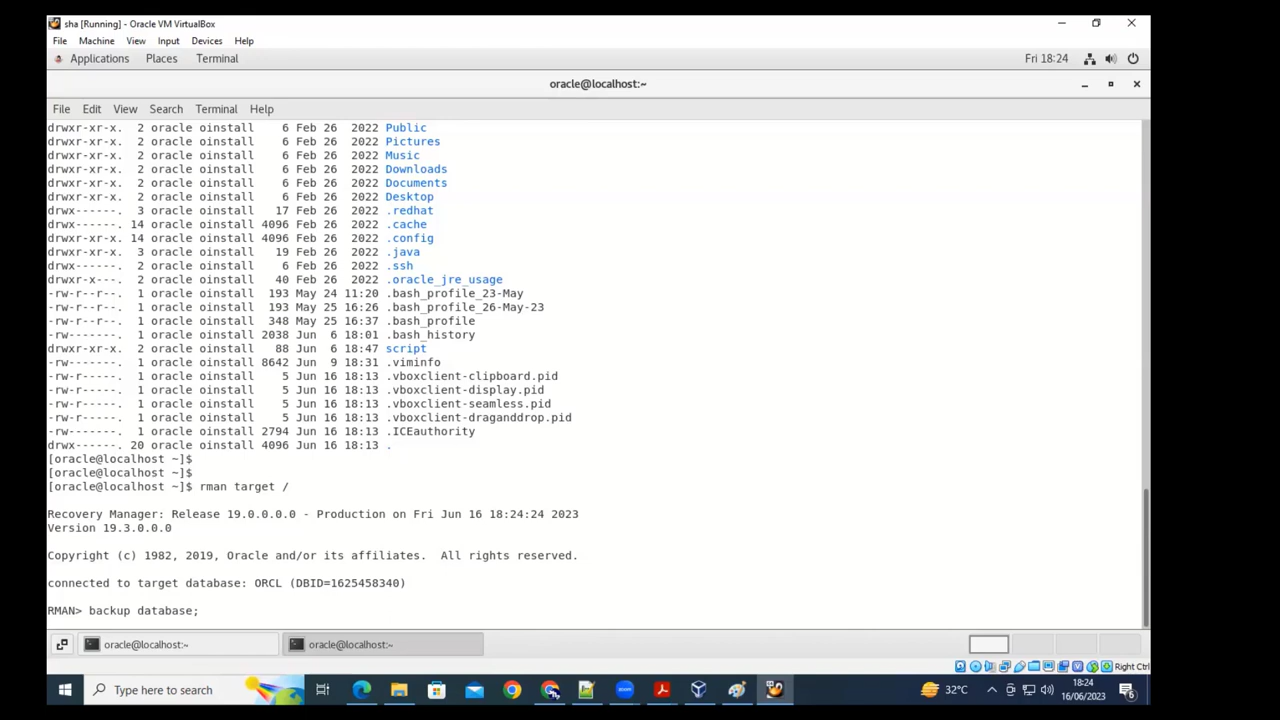 sha [Running] - Oracle VM VirtualBox
File Machine View Input Devices Help
Applications Places Terminal Fri 18:24
oracle@localhost:~
File Edit View Search Terminal Help
drwxr-xr-x. 2 oracle oinstall 6 Feb 26 2022 Public
drwxr-xr-x. 2 oracle oinstall 6 Feb 26 2022 Pictures
drwxr-xr-x. 2 oracle oinstall 6 Feb 26 2022 Music
drwxr-xr-x. 2 oracle oinstall 6 Feb 26 2022 Downloads
drwxr-xr-x. 2 oracle oinstall 6 Feb 26 2022 Documents
drwxr-xr-x. 2 oracle oinstall 6 Feb 26 2022 Desktop
drwx------. 3 oracle oinstall 17 Feb 26 2022 .redhat
drwx------. 14 oracle oinstall 4096 Feb 26 2022 .cache
drwxr-xr-x. 14 oracle oinstall 4096 Feb 26 2022 .config
drwxr-xr-x. 3 oracle oinstall 19 Feb 26 2022 .java
drwx------. 2 oracle oinstall 6 Feb 26 2022 .ssh
drwxr-x---. 2 oracle oinstall 40 Feb 26 2022 .oracle_jre_usage
-rw-r--r--. 1 oracle oinstall 193 May 24 11:20 .bash_profile_23-May
-rw-r--r--. 1 oracle oinstall 193 May 25 16:26 .bash_profile_26-May-23
-rw-r--r--. 1 oracle oinstall 348 May 25 16:37 .bash_profile
-rw-------. 1 oracle oinstall 2038 Jun 6 18:01 .bash_history
drwxr-xr-x. 2 oracle oinstall 88 Jun 6 18:47 script
-rw-------. 1 oracle oinstall 8642 Jun 9 18:31 .viminfo
-rw-r-----. 1 oracle oinstall 5 Jun 16 18:13 .vboxclient-clipboard.pid
-rw-r-----. 1 oracle oinstall 5 Jun 16 18:13 .vboxclient-display.pid
-rw-r-----. 1 oracle oinstall 5 Jun 16 18:13 .vboxclient-seamless.pid
-rw-r-----. 1 oracle oinstall 5 Jun 16 18:13 .vboxclient-draganddrop.pid
-rw-------. 1 oracle oinstall 2794 Jun 16 18:13 .ICEauthority
drwx------. 20 oracle oinstall 4096 Jun 16 18:13 .
[oracle@localhost ~]$
[oracle@localhost ~]$
[oracle@localhost ~]$ rman target /
Recovery Manager: Release 19.0.0.0.0 - Production on Fri Jun 16 18:24:24 2023
Version 19.3.0.0.0
Copyright (c) 1982, 2019, Oracle and/or its affiliates. All rights reserved.
connected to target database: ORCL (DBID=1625458340)
RMAN> backup database;
oracle@localhost:~ oracle@localhost:~
Right Ctrl
Type here to search 32°C 18:24
16/06/2023
6